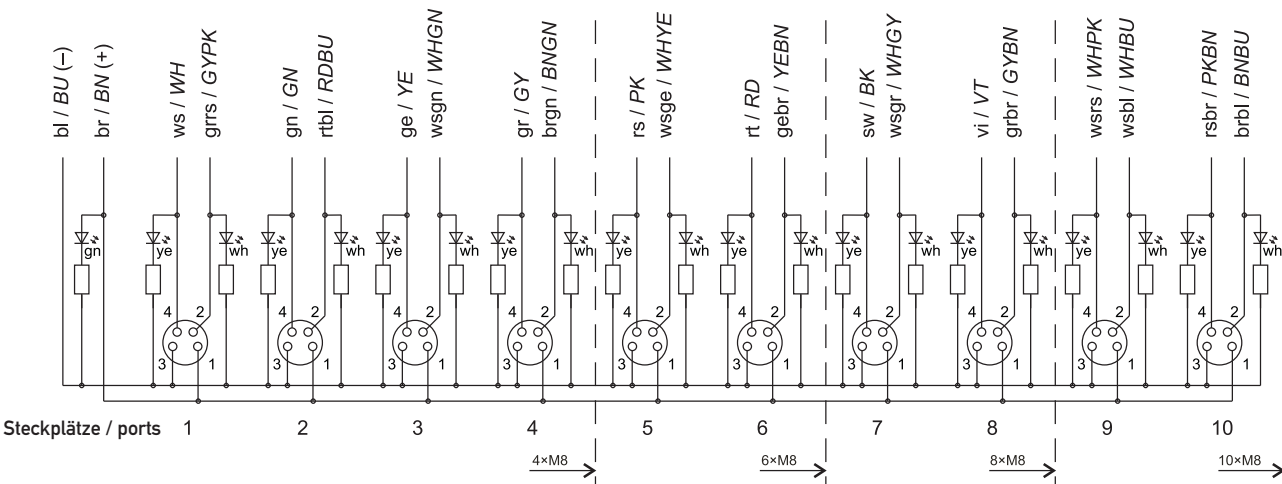 bl / BU (–)
br / BN (+)
ws / WH
grrs / GYPK
gn / GN
rtbl / RDBU
ge / YE
wsgn / WHGN
gr / GY
brgn / BNGN
rs / PK
wsge / WHYE
rt / RD
gebr / YEBN
sw / BK
wsgr / WHGY
vi / VT
grbr / GYBN
wsrs / WHPK
wsbl / WHBU
rsbr / PKBN
brbl / BNBU
gn ye wh ye wh ye wh ye wh ye wh ye wh ye wh ye wh ye wh ye wh
4 2 4 2 4 2 4 2 4 2 4 2 4 2 4 2 4 2 4 2
3 1 3 1 3 1 3 1 3 1 3 1 3 1 3 1 3 1 3 1
Steckplätze / ports 1 2 3 4 5 6 7 8 9 10
4×M8 6×M8 8×M8 10×M8